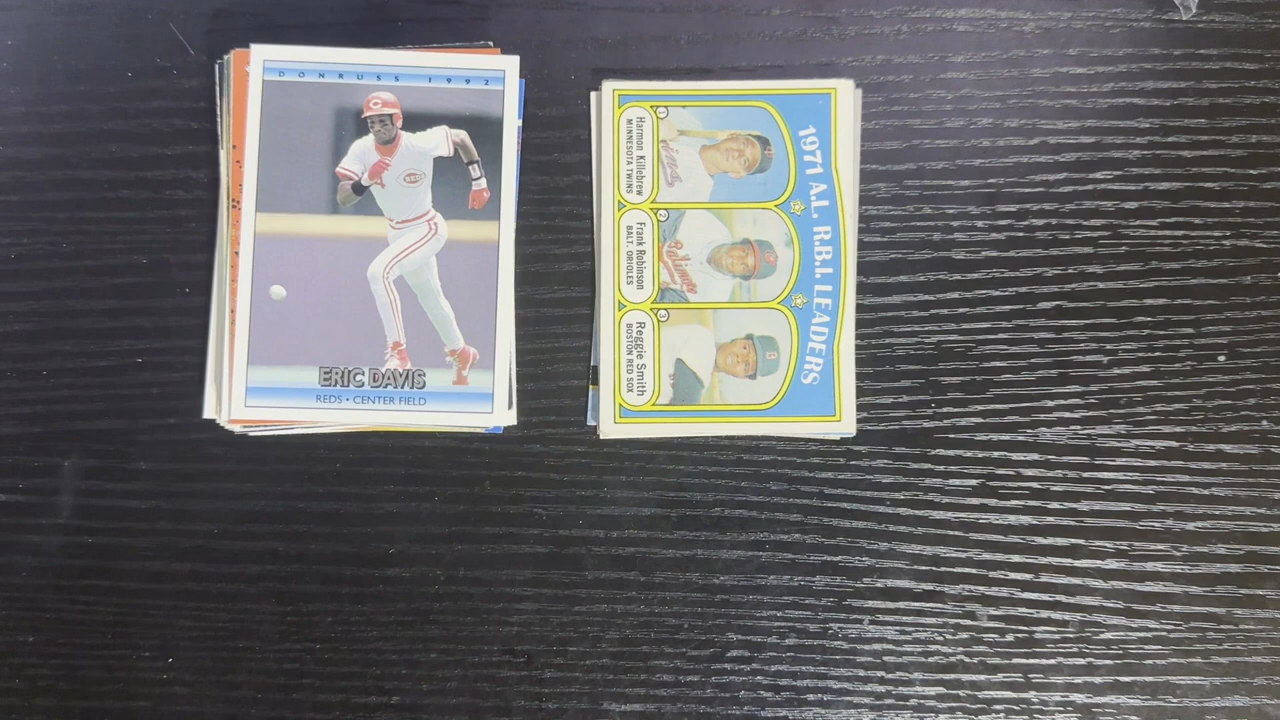 DONRUSS 1992
REDS
ERIC DAVIS
REDS • CENTER FIELD
1971 A.L. R.B.I. LEADERS
1
Harmon Killebrew
MINNESOTA TWINS
2
Frank Robinson
BALT. ORIOLES
3
Reggie Smith
BOSTON RED SOX